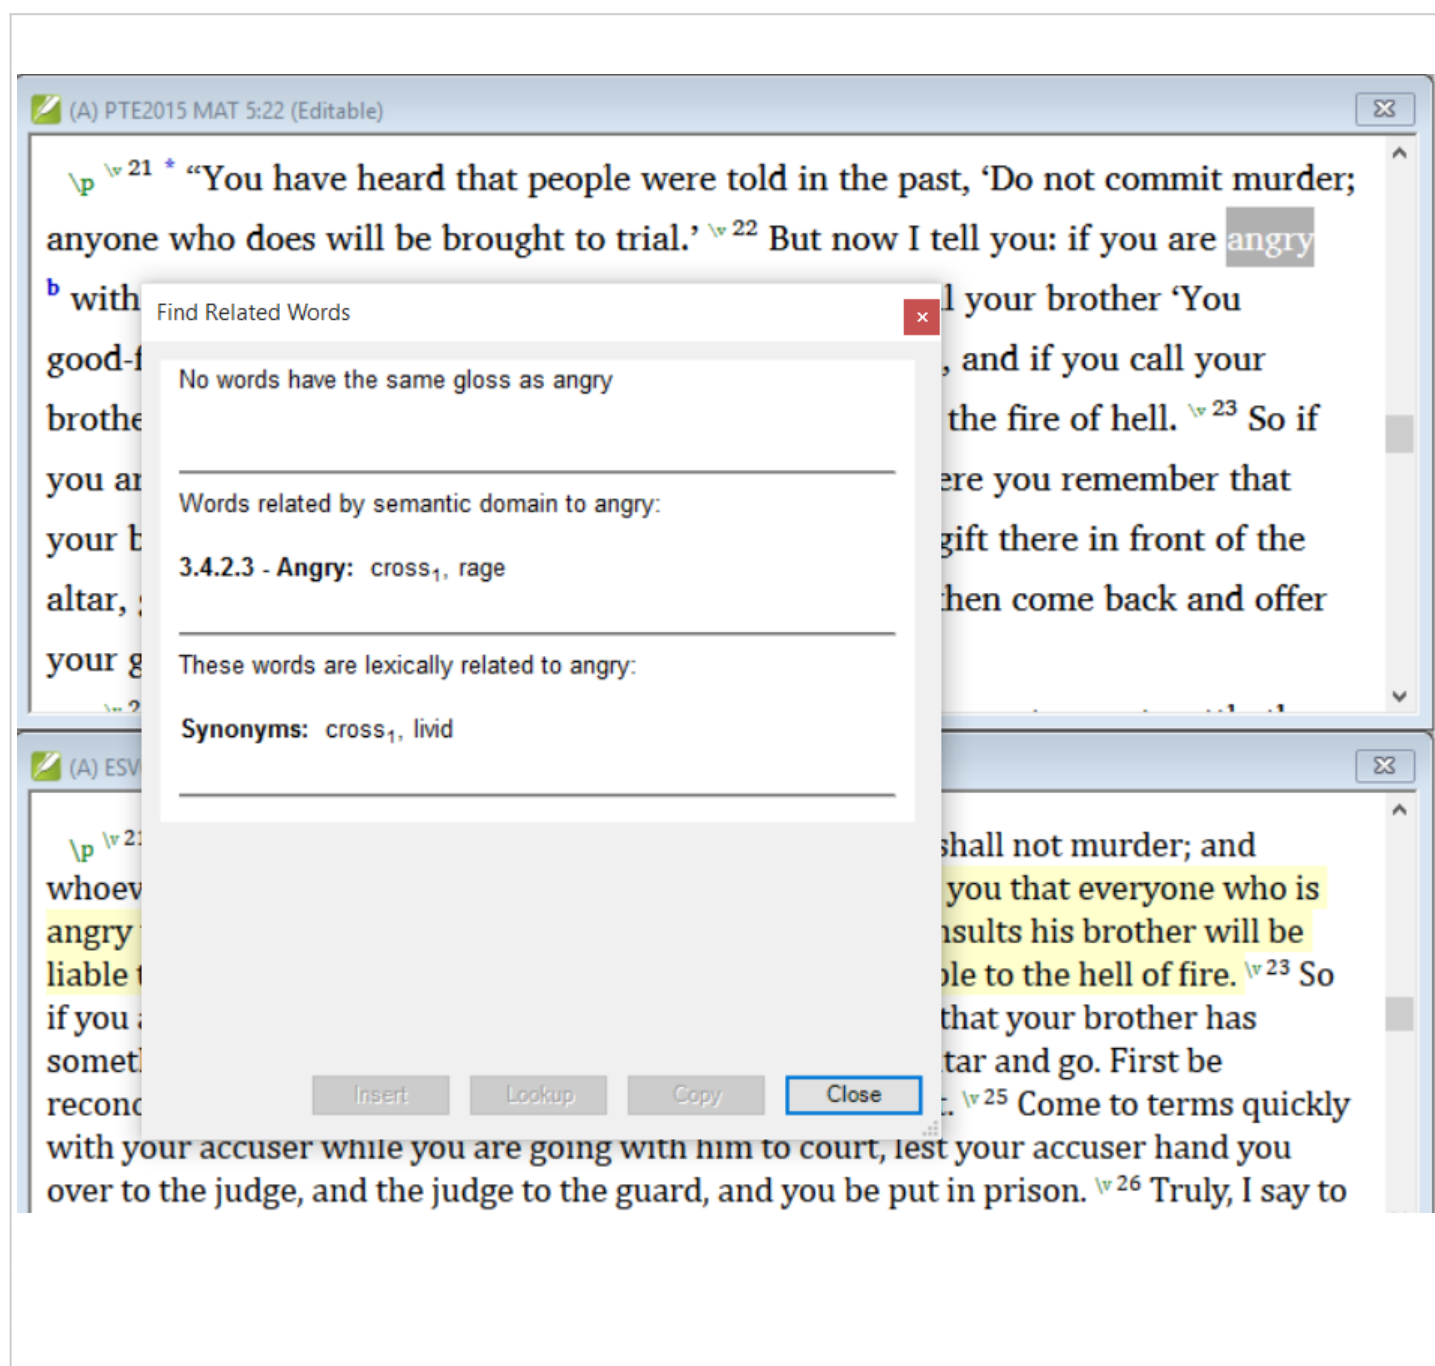 (A) PTE2015 MAT 5:22 (Editable)
\p \v 21 * “You have heard that people were told in the past, ‘Do not commit murder;
anyone who does will be brought to trial.’ \v 22 But now I tell you: if you are angry
b with l your brother ‘You
good-f , and if you call your
brothe the fire of hell. \v 23 So if
you ar ere you remember that
your b gift there in front of the
altar, then come back and offer
your g
Find Related Words
No words have the same gloss as angry
Words related by semantic domain to angry:
3.4.2.3 - Angry: cross1, rage
These words are lexically related to angry:
Synonyms: cross1, livid
Insert Lookup Copy Close
(A) ESV
\p \v 21 shall not murder; and
whoev you that everyone who is
angry nsults his brother will be
liable t ble to the hell of fire. \v 23 So
if you that your brother has
somet tar and go. First be
recond t. \v 25 Come to terms quickly
with your accuser while you are going with him to court, lest your accuser hand you
over to the judge, and the judge to the guard, and you be put in prison. \v 26 Truly, I say to